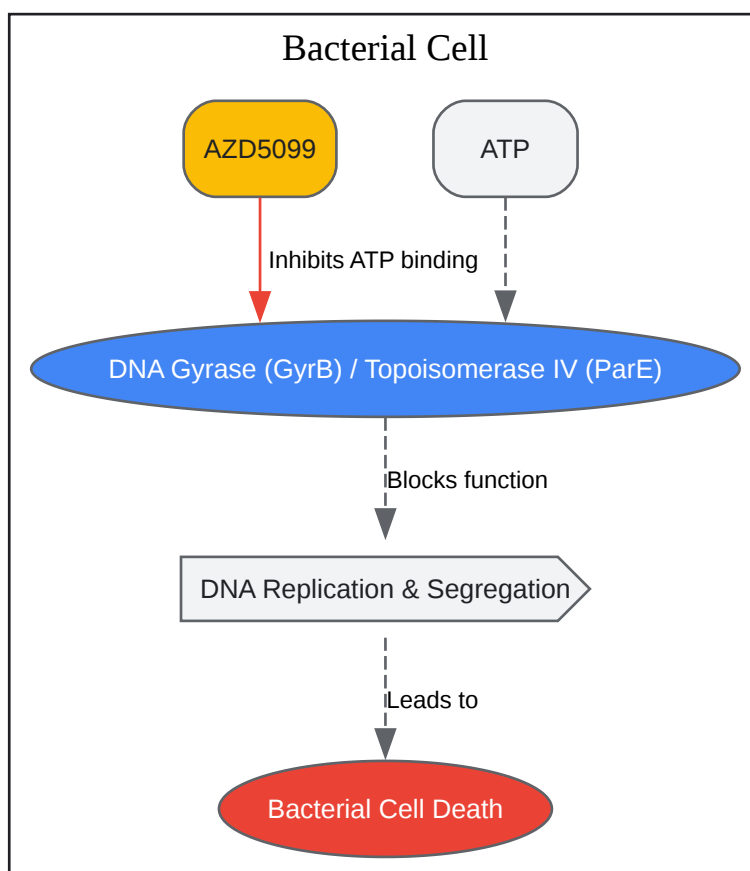 Bacterial Cell
AZD5099
ATP
Inhibits ATP binding
DNA Gyrase (GyrB) / Topoisomerase IV (ParE)
Blocks function
DNA Replication & Segregation
Leads to
Bacterial Cell Death